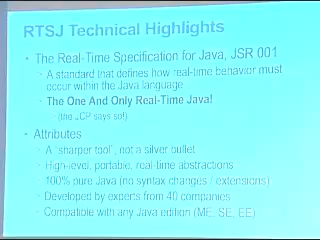 RTSJ Technical Highlights
• The Real-Time Specification for Java, JSR 001
• A standard that defines how real-time behavior must
occur within the Java language
• The One And Only Real-Time Java!
• (the JCP says so!)
• Attributes
• A "sharper tool", not a silver bullet
• High-level, portable, real-time abstractions
• 100% pure Java (no syntax changes / extensions)
• Developed by experts from 40 companies
• Compatible with any Java edition (ME, SE, EE)